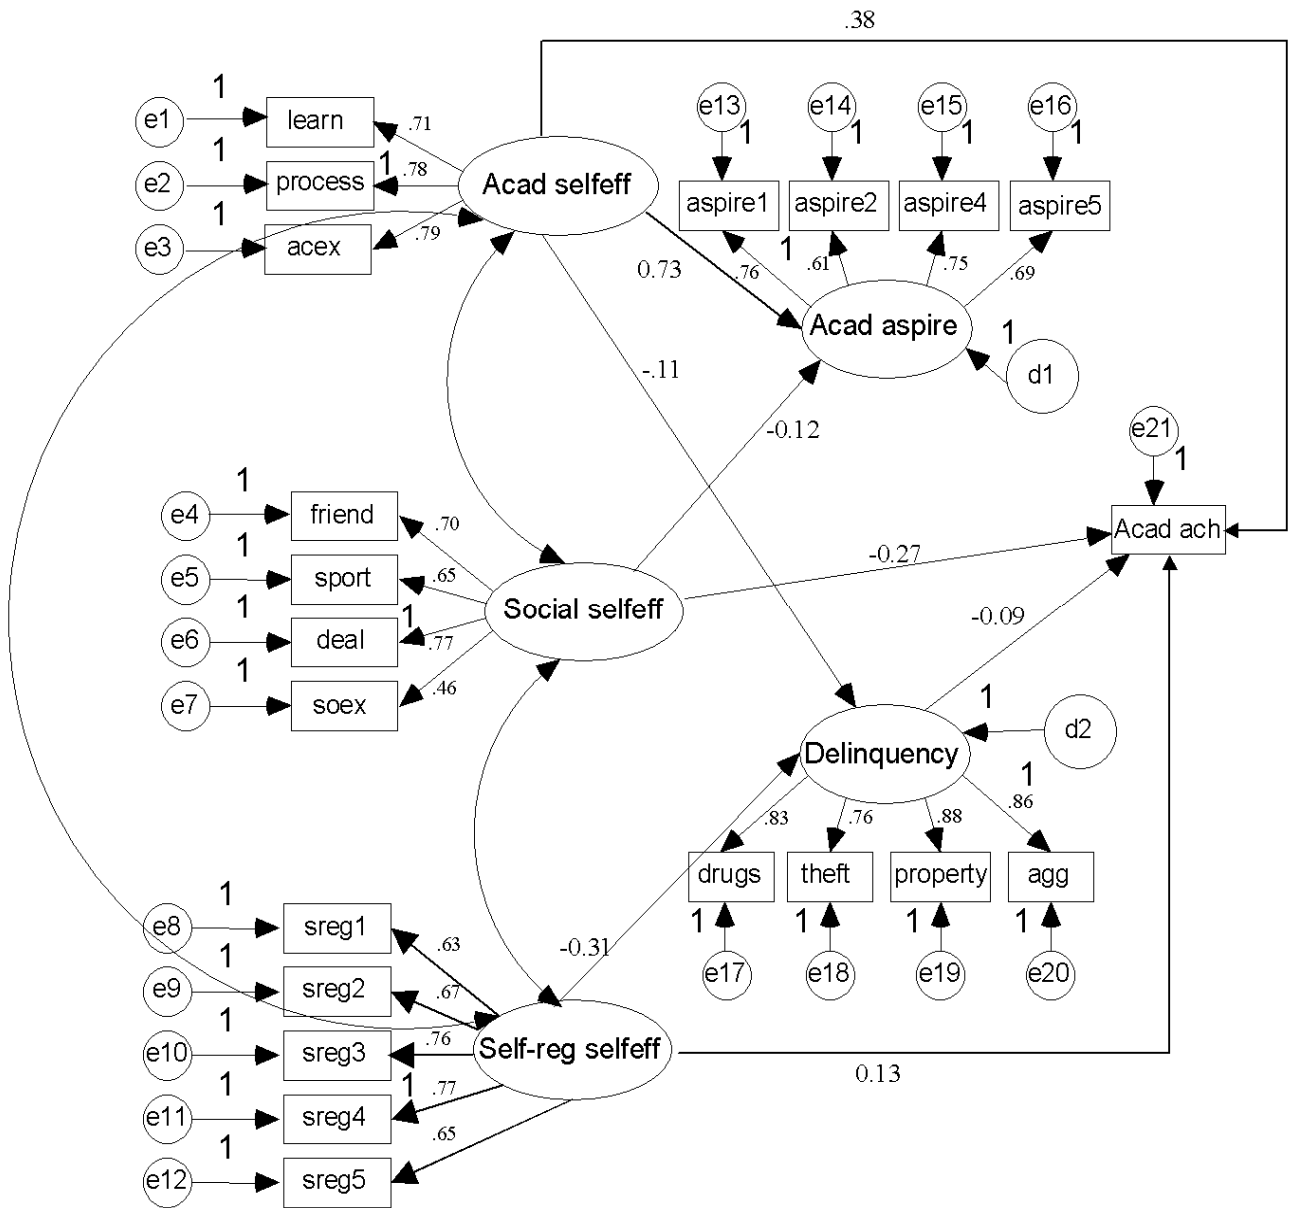 .38
1
e1
learn
.71
1
e2
process
1
.78
1
e3
acex
.79
Acad selfeff
e13
1
e14
1
e15
1
e16
1
aspire1
aspire2
aspire4
aspire5
0.73
.76
1
.61
.75
.69
Acad aspire
1
d1
-.11
-0.12
e21
1
Acad ach
1
e4
friend
.70
1
e5
sport
.65
1
e6
deal
1
.77
1
e7
soex
.46
Social selfeff
-0.27
-0.09
1
d2
Delinquency
1
.83
.76
.88
.86
drugs
theft
property
agg
1
1
1
1
e17
e18
e19
e20
-0.31
1
e8
sreg1
.63
1
e9
sreg2
.67
1
e10
sreg3
.76
1
e11
sreg4
1
.77
1
e12
sreg5
.65
Self-reg selfeff
0.13